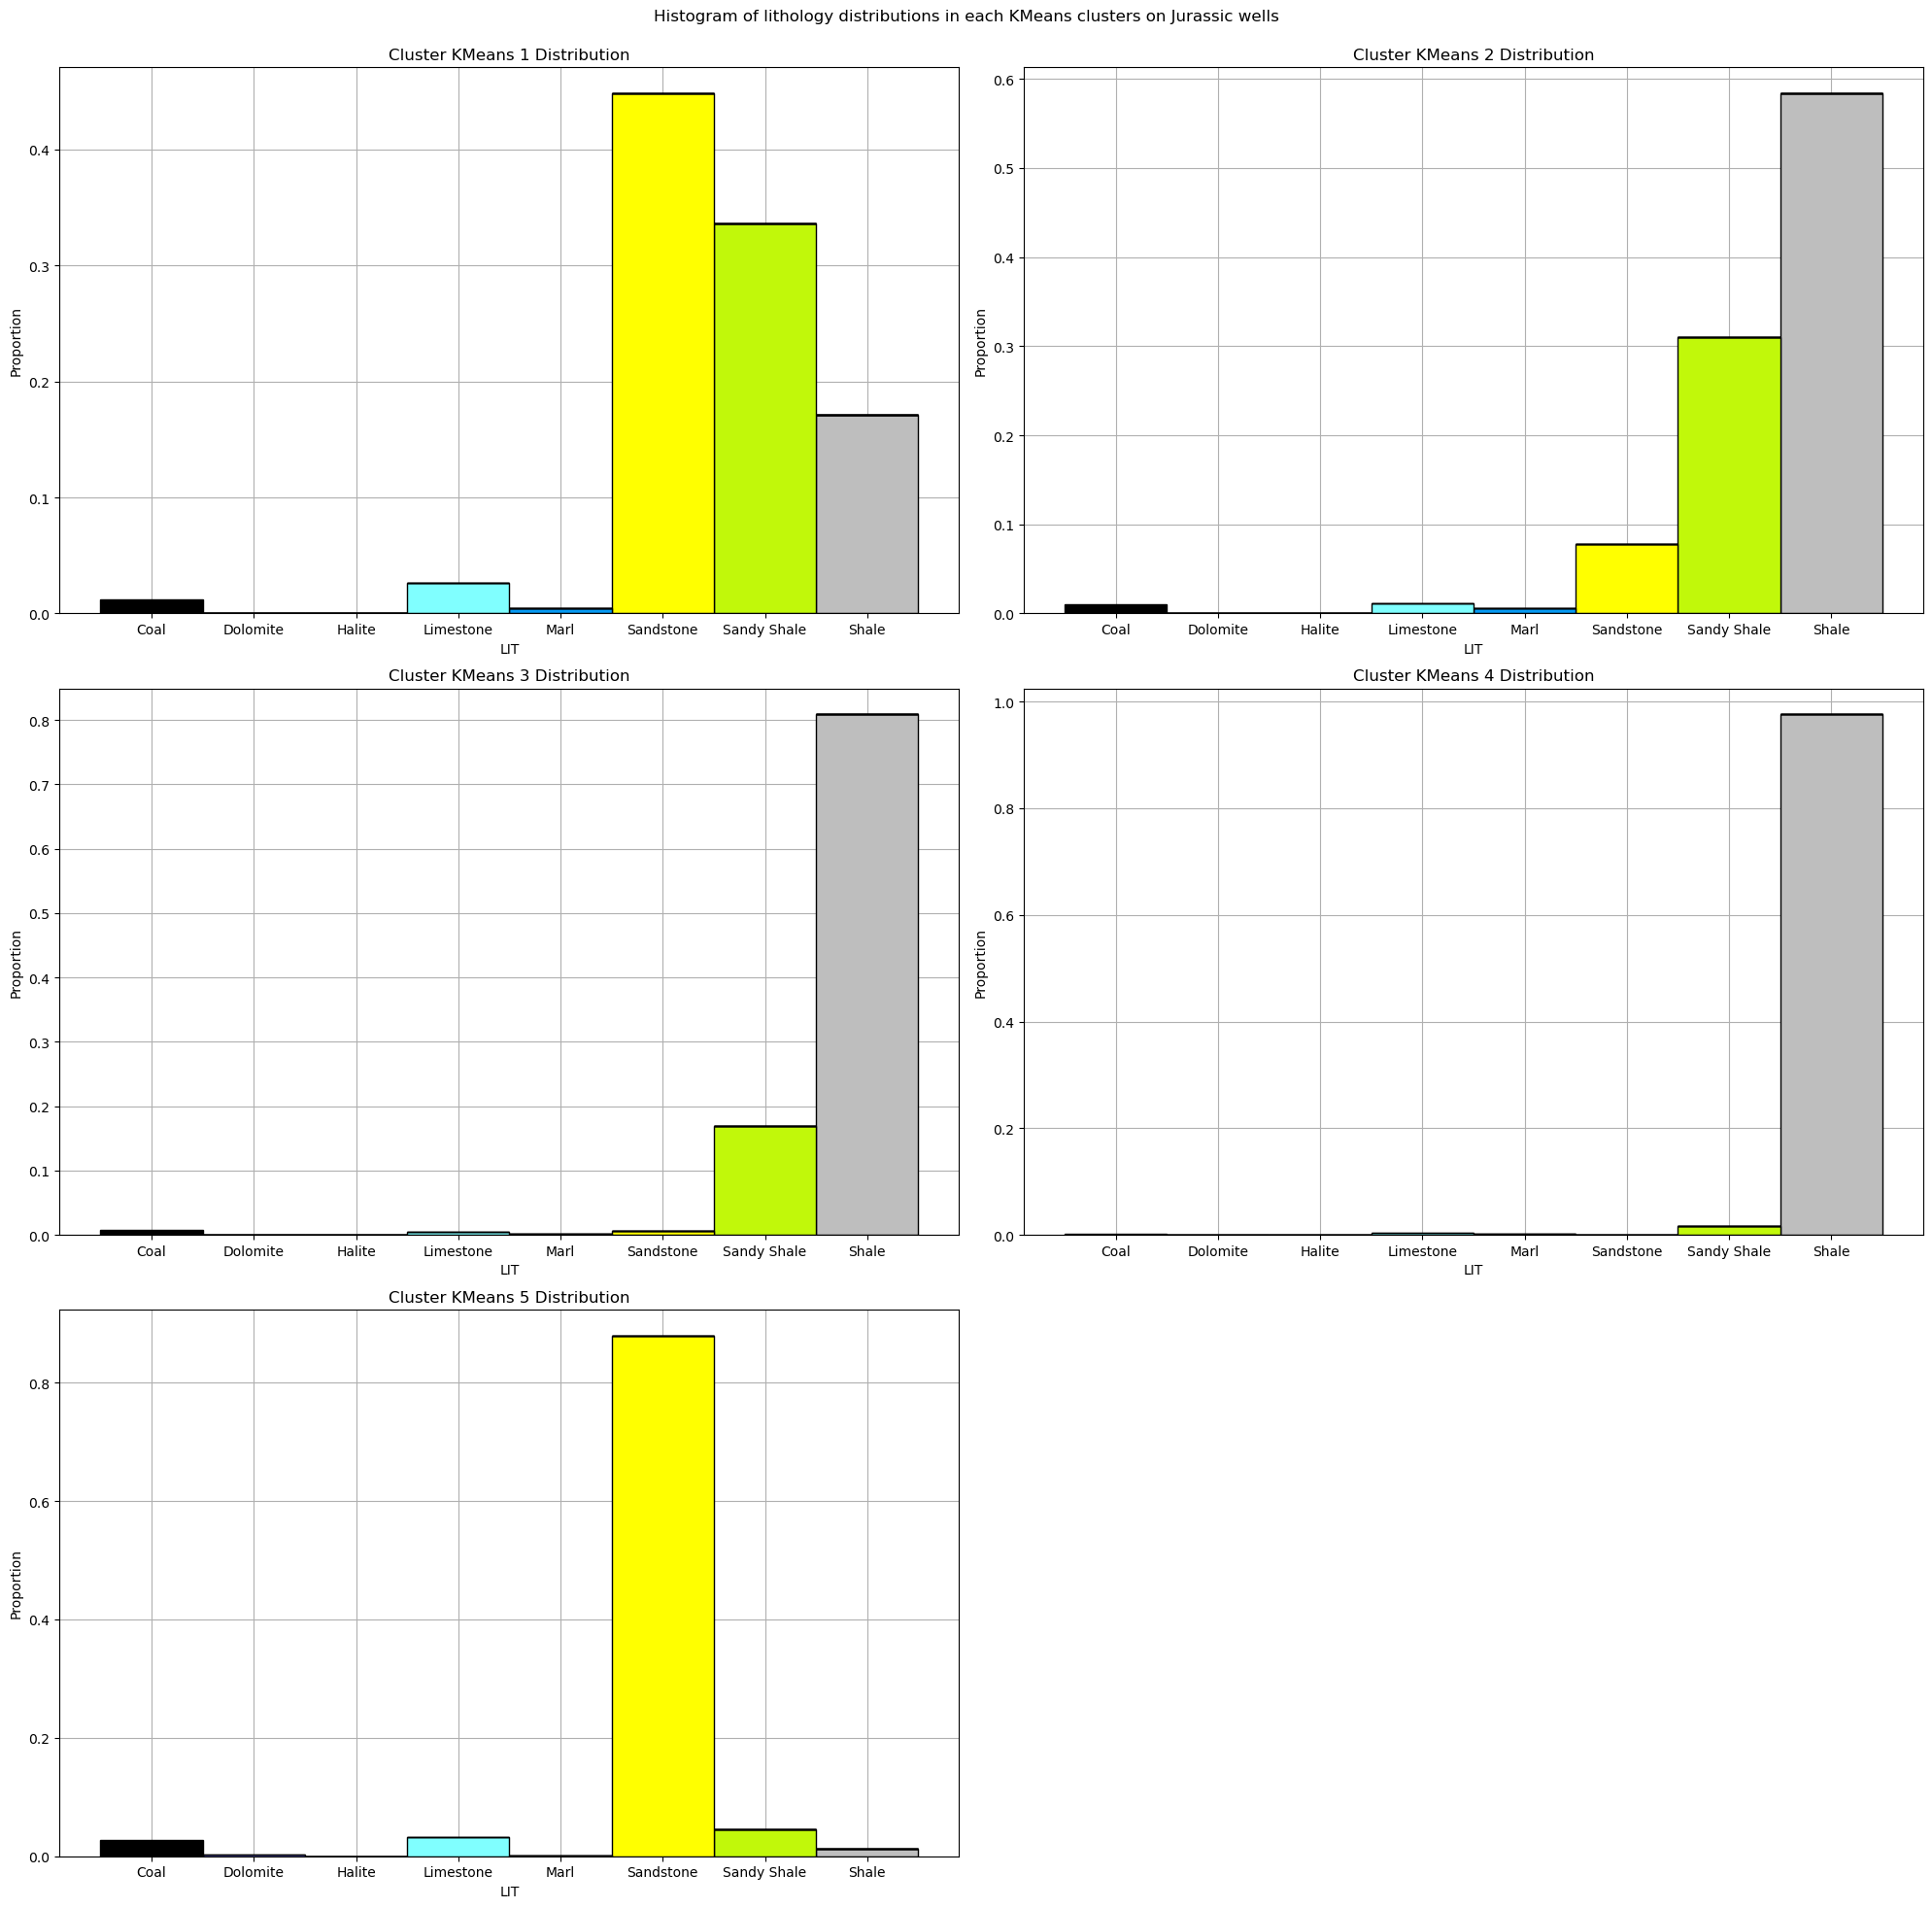 Histogram of lithology distributions in each KMeans clusters on Jurassic wells
Cluster KMeans 1 Distribution
Proportion
0.4
0.3
0.2
0.1
0.0
Coal Dolomite Halite Limestone Marl Sandstone Sandy Shale Shale
LIT
Cluster KMeans 2 Distribution
Proportion
0.6
0.5
0.4
0.3
0.2
0.1
0.0
Coal Dolomite Halite Limestone Marl Sandstone Sandy Shale Shale
LIT
Cluster KMeans 3 Distribution
Proportion
0.8
0.7
0.6
0.5
0.4
0.3
0.2
0.1
0.0
Coal Dolomite Halite Limestone Marl Sandstone Sandy Shale Shale
LIT
Cluster KMeans 4 Distribution
Proportion
1.0
0.8
0.6
0.4
0.2
0.0
Coal Dolomite Halite Limestone Marl Sandstone Sandy Shale Shale
LIT
Cluster KMeans 5 Distribution
Proportion
0.8
0.6
0.4
0.2
0.0
Coal Dolomite Halite Limestone Marl Sandstone Sandy Shale Shale
LIT